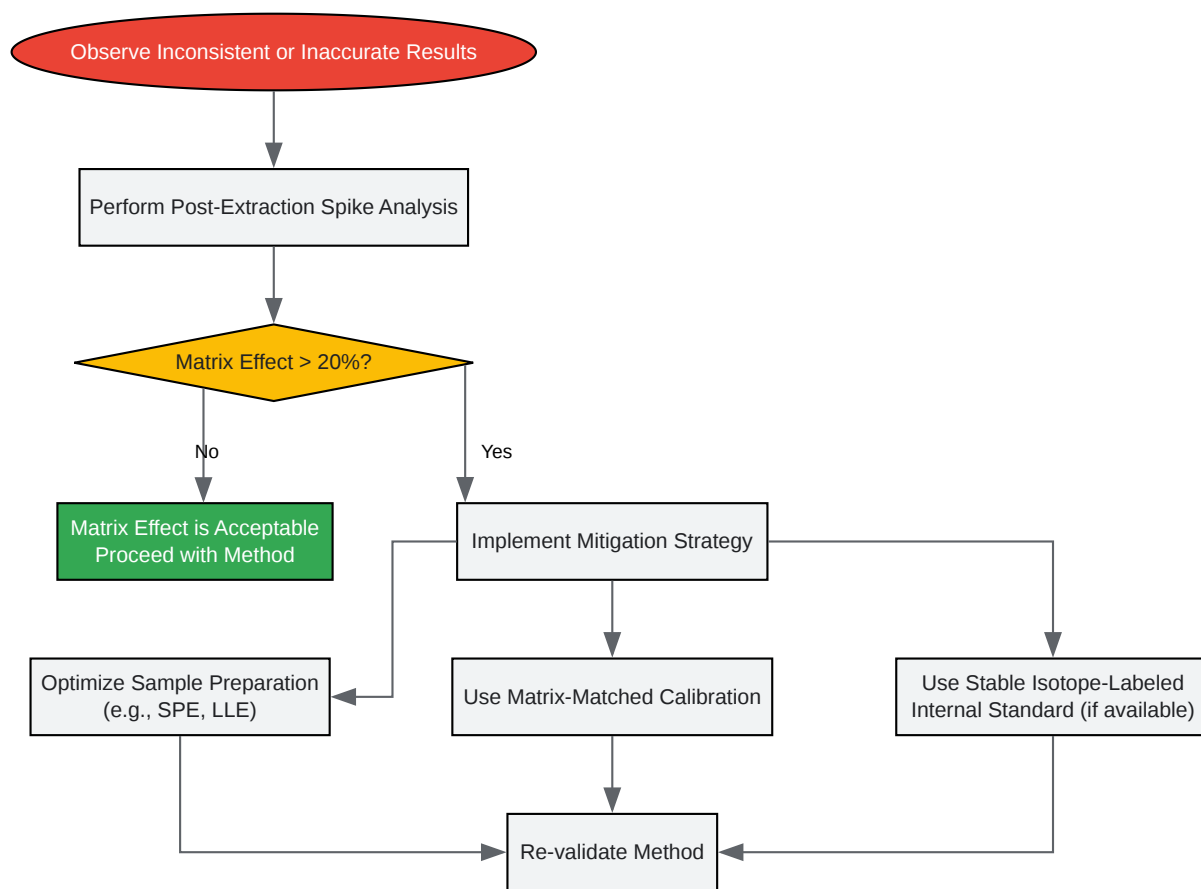 Observe Inconsistent or Inaccurate Results
Perform Post-Extraction Spike Analysis
Matrix Effect > 20%?
No
Yes
Matrix Effect is Acceptable
Proceed with Method
Implement Mitigation Strategy
Optimize Sample Preparation
(e.g., SPE, LLE)
Use Matrix-Matched Calibration
Use Stable Isotope-Labeled
Internal Standard (if available)
Re-validate Method